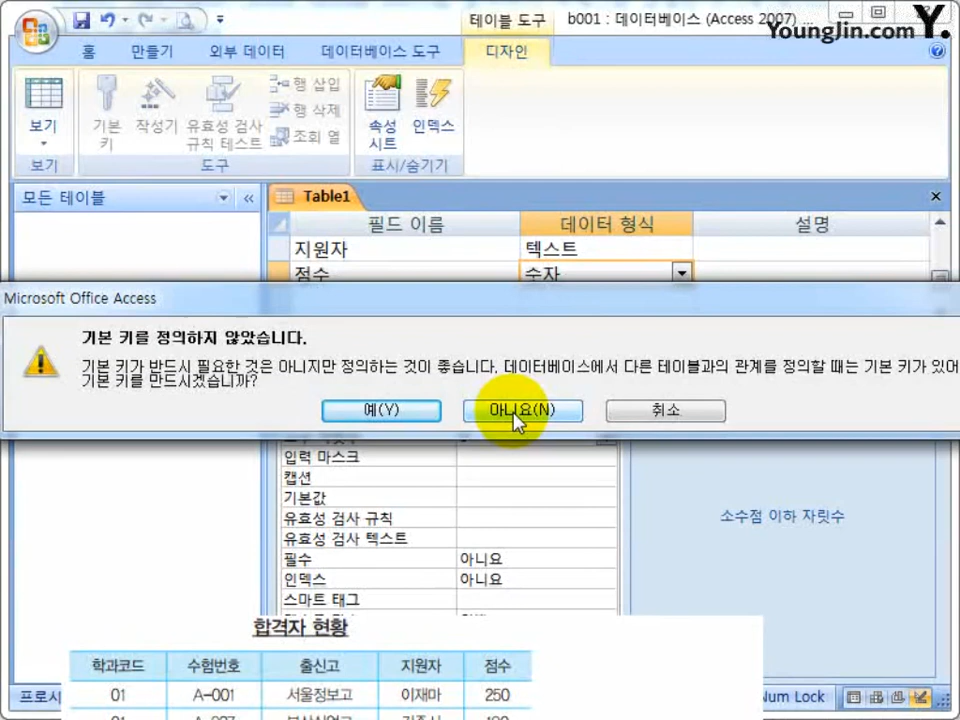 테이블 도구
b001 : 데이터베이스 (Access 2007) ...
YoungJin.com Y.
홈 만들기 외부 데이터 데이터베이스 도구 디자인
보기
기본 키
작성기
유효성 검사 규칙 테스트
행 삽입
행 삭제
조회 열
속성 시트
인덱스
보기 도구 표시/숨기기
모든 테이블
Table1
필드 이름 데이터 형식 설명
지원자 텍스트
점수 숫자
Microsoft Office Access
기본 키를 정의하지 않았습니다.
기본 키가 반드시 필요한 것은 아니지만 정의하는 것이 좋습니다. 데이터베이스에서 다른 테이블과의 관계를 정의할 때는 기본 키가 있어
기본 키를 만드시겠습니까?
예(Y) 아니요(N) 취소
입력 마스크
캡션
기본값
유효성 검사 규칙
유효성 검사 텍스트
필수 아니요
인덱스 아니요
스마트 태그
소수점 이하 자릿수
합격자 현황
학과코드 수험번호 출신고 지원자 점수
01 A-001 서울정보고 이재마 250
프로시
Num Lock